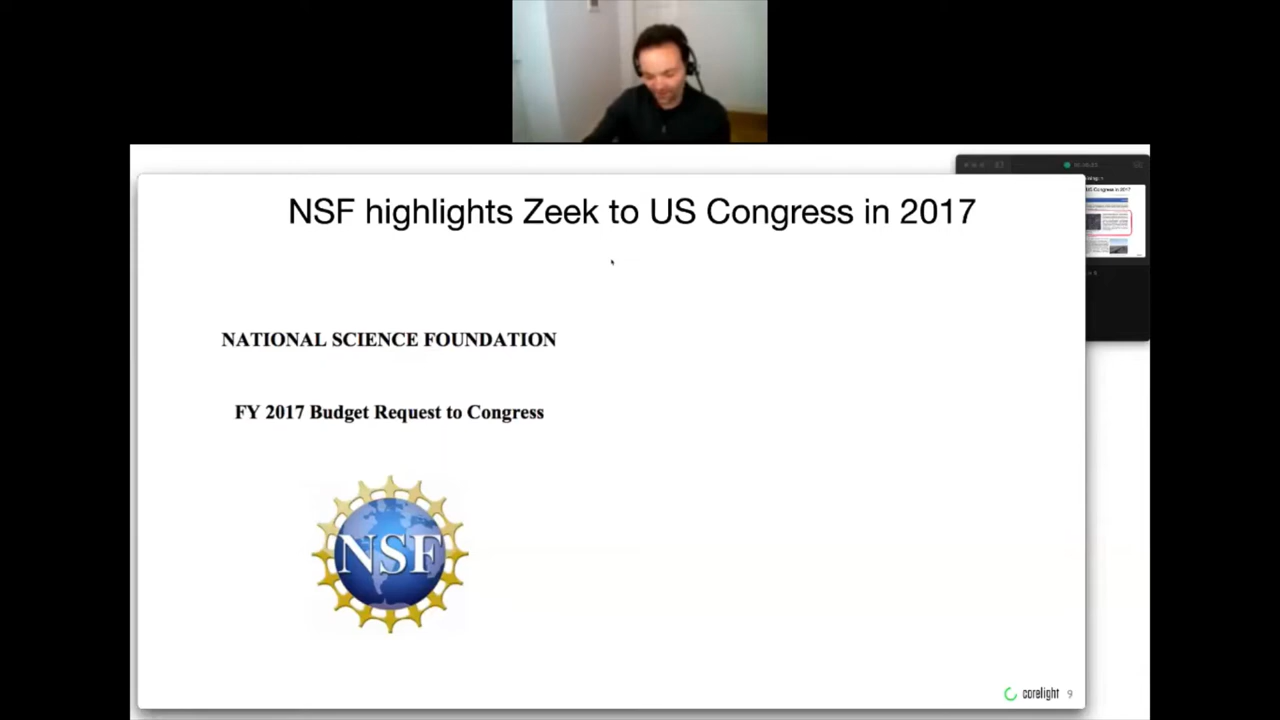 NSF highlights Zeek to US Congress in 2017
NATIONAL SCIENCE FOUNDATION
FY 2017 Budget Request to Congress
NSF
corelight 9